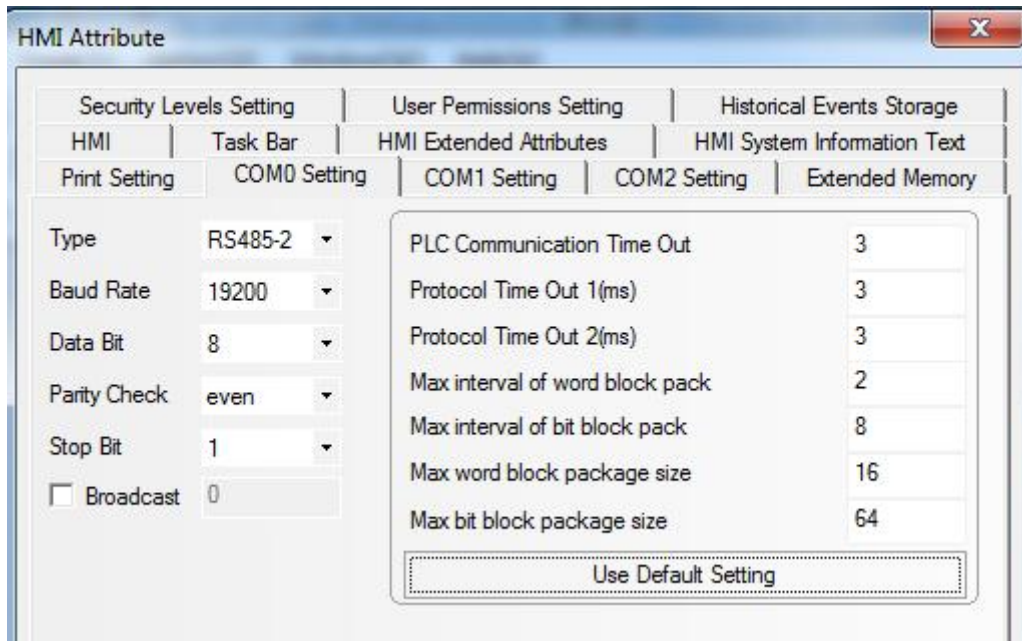 HMI Attribute
Security Levels Setting User Permissions Setting Historical Events Storage
HMI Task Bar HMI Extended Attributes HMI System Information Text
Print Setting COM0 Setting COM1 Setting COM2 Setting Extended Memory
Type RS485-2
Baud Rate 19200
Data Bit 8
Parity Check even
Stop Bit 1
Broadcast 0
PLC Communication Time Out 3
Protocol Time Out 1(ms) 3
Protocol Time Out 2(ms) 3
Max interval of word block pack 2
Max interval of bit block pack 8
Max word block package size 16
Max bit block package size 64
Use Default Setting